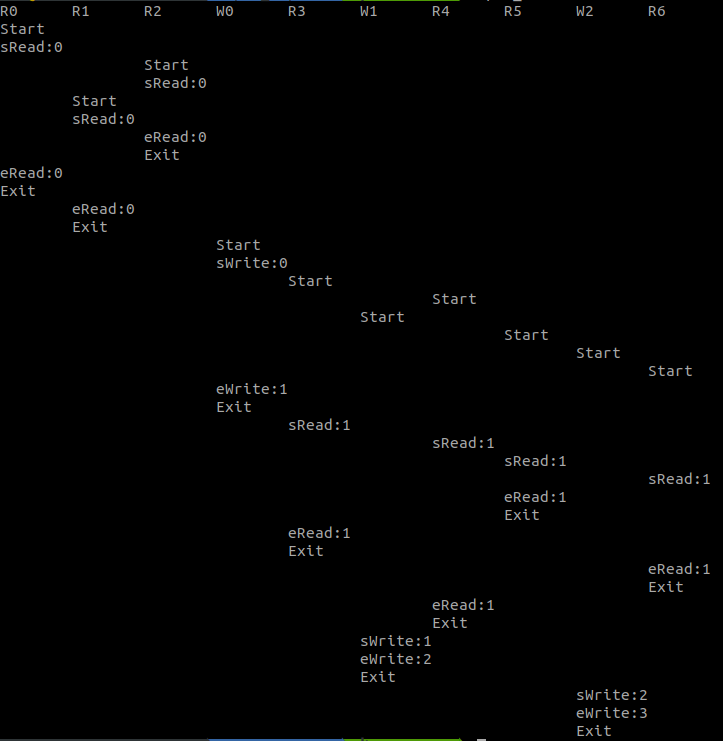 R0 R1 R2 W0 R3 W1 R4 R5 W2 R6
Start
sRead:0
Start
sRead:0
Start
sRead:0
eRead:0
Exit
eRead:0
Exit
eRead:0
Exit
Start
sWrite:0
Start
Start
Start
Start
Start
Start
eWrite:1
Exit
sRead:1
sRead:1
sRead:1
sRead:1
eRead:1
Exit
eRead:1
Exit
eRead:1
Exit
eRead:1
Exit
sWrite:1
eWrite:2
Exit
sWrite:2
eWrite:3
Exit